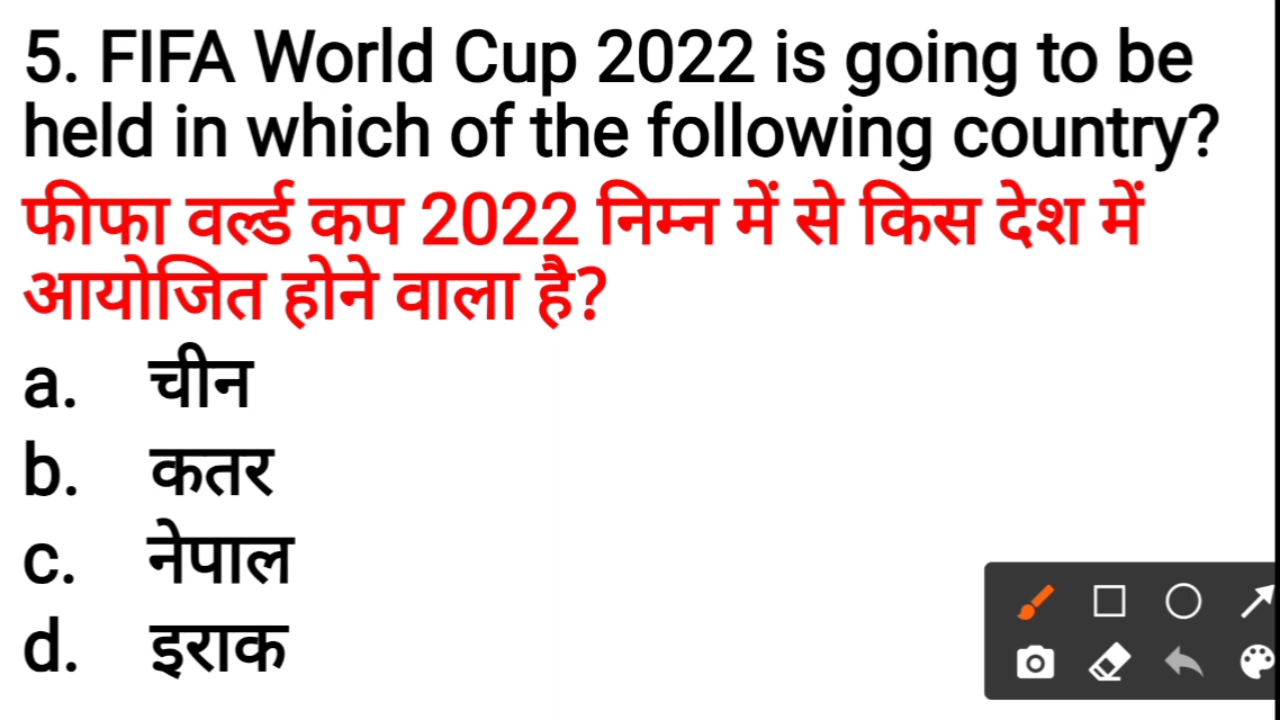 5. FIFA World Cup 2022 is going to be
held in which of the following country?
फीफा वर्ल्ड कप 2022 निम्न में से किस देश में
आयोजित होने वाला है?
a. चीन
b. कतर
c. नेपाल
d. इराक